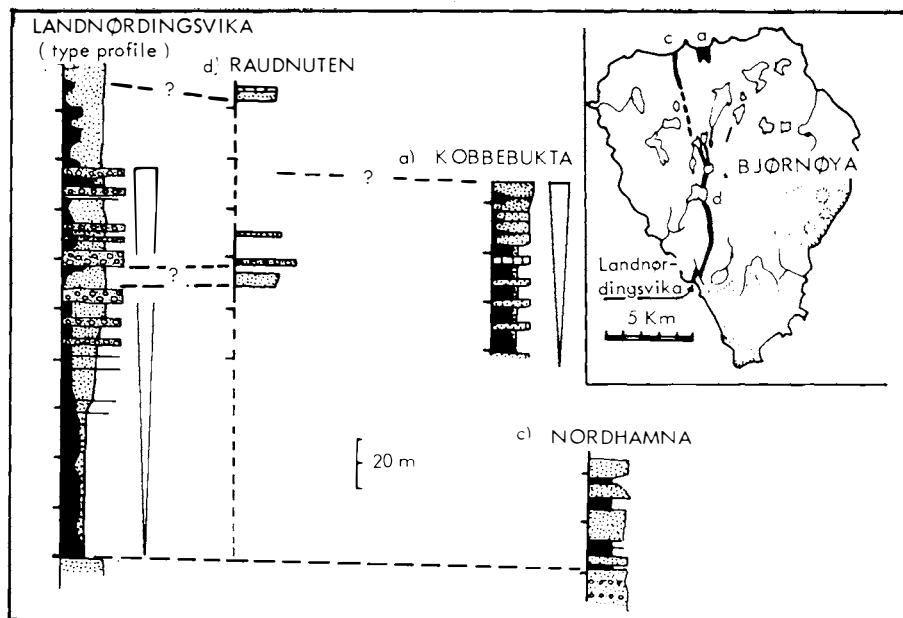 LANDNØRDINGSVIKA
( type profile )
d) RAUDNUTEN
?
a) KOBBEBUKTA
?
?
20 m
c) NORDHAMNA
c
a
BJØRNØYA
d
Landnør-
dingsvika
5 Km